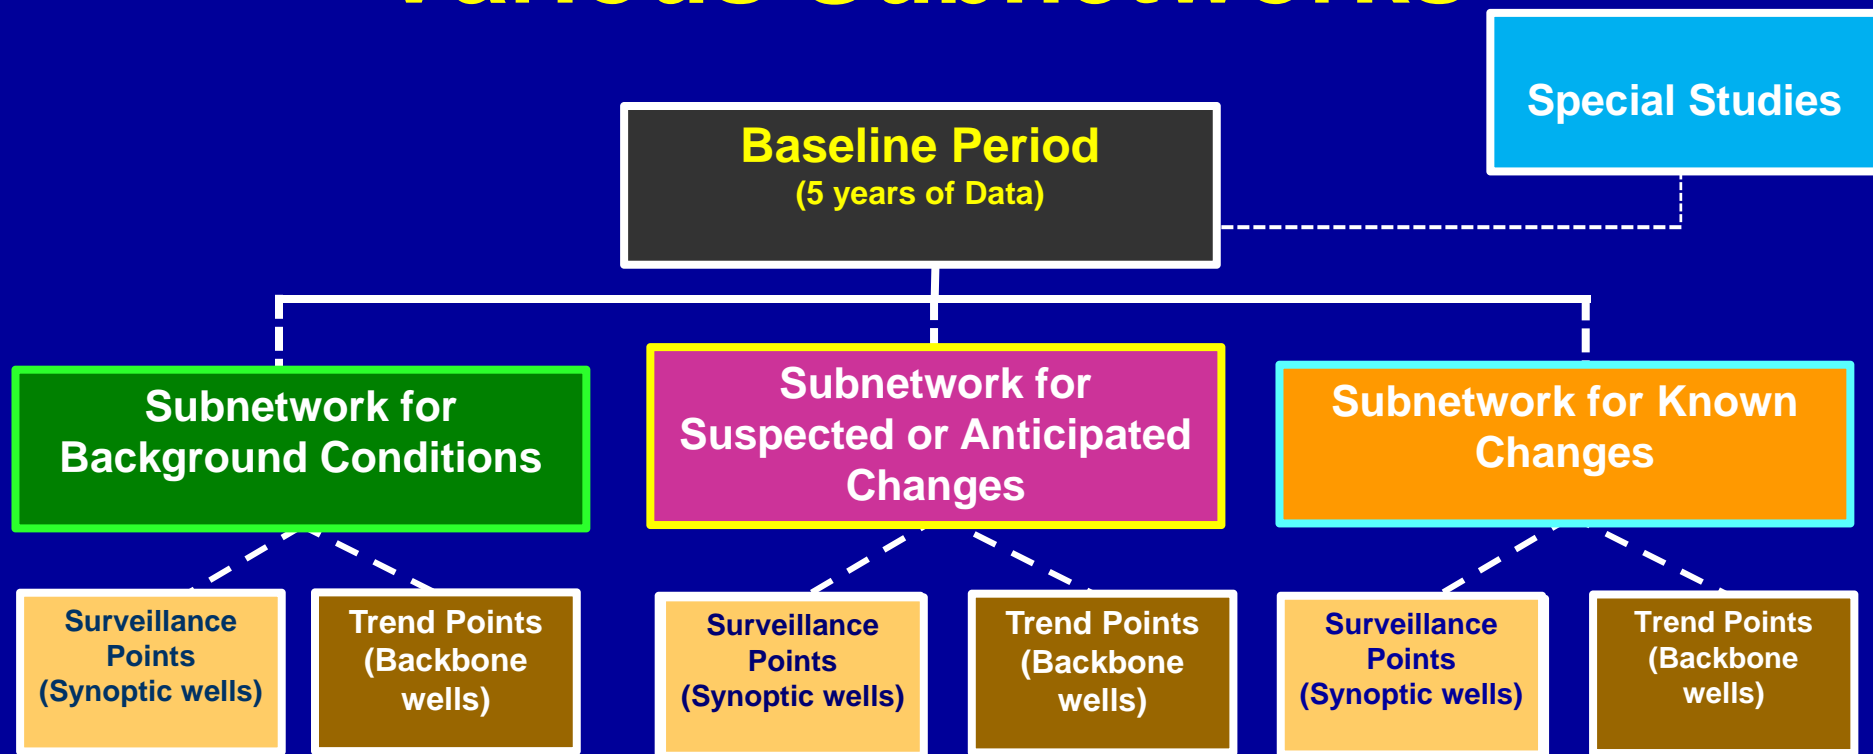 Various Subnetworks
Special Studies
Baseline Period
(5 years of Data)
Subnetwork for
Background Conditions
Subnetwork for
Suspected or Anticipated
Changes
Subnetwork for Known
Changes
Surveillance
Points
(Synoptic wells)
Trend Points
(Backbone
wells)
Surveillance
Points
(Synoptic wells)
Trend Points
(Backbone
wells)
Surveillance
Points
(Synoptic wells)
Trend Points
(Backbone
wells)